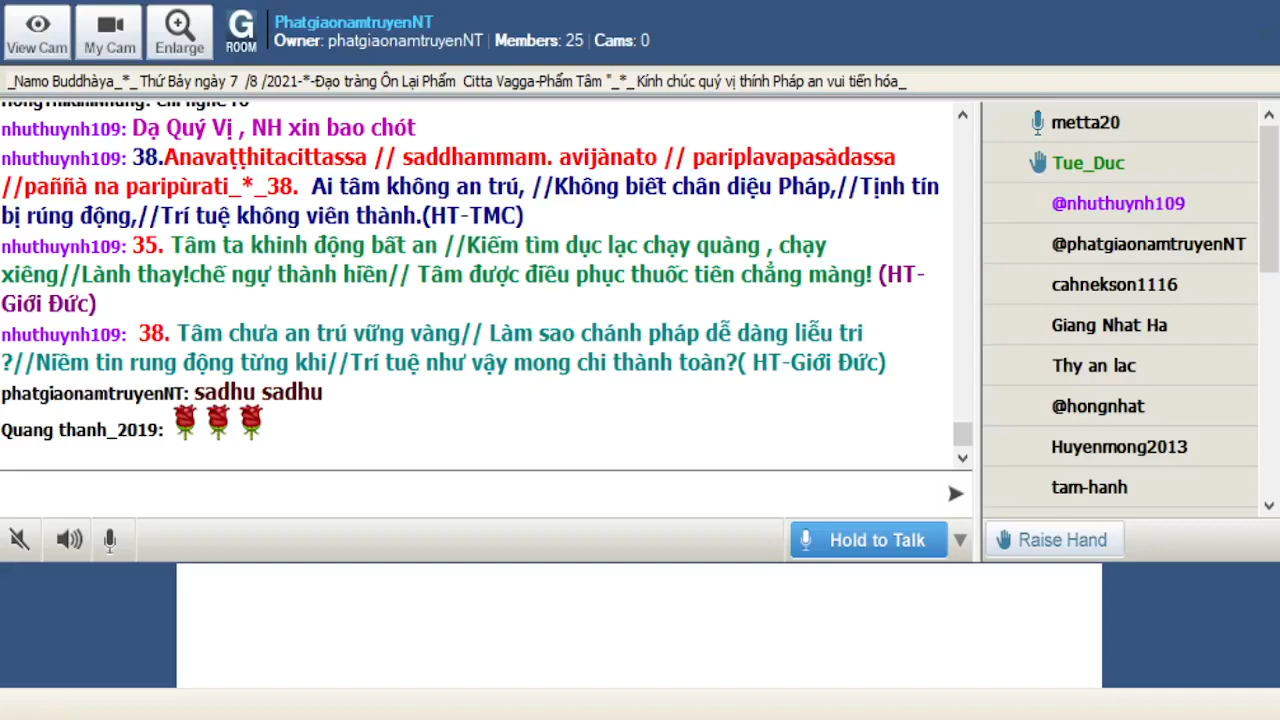 View Cam
My Cam
Enlarge
G
ROOM
PhatgiaonamtruyenNT
Owner: phatgiaonamtruyenNT | Members: 25 | Cams: 0
_Namo Buddhàya_*_ Thứ Bảy ngày 7 /8 /2021-*-Đạo tràng Ôn Lại Phẩm Citta Vagga-Phẩm Tâm "_*_ Kính chúc quý vị thính Pháp an vui tiến hóa_
nhuthuynh109: Dạ Quý Vị , NH xin bao chót
nhuthuynh109: 38.Anavaṭṭhitacittassa // saddhammam. avijànato // pariplavapasàdassa
//paññà na paripùrati_*_38. Ai tâm không an trú, //Không biết chân diệu Pháp,//Tịnh tín
bị rúng động,//Trí tuệ không viên thành.(HT-TMC)
nhuthuynh109: 35. Tâm ta khinh động bất an //Kiếm tìm dục lạc chạy quàng , chạy
xiêng//Lành thay!chế ngự thành hiền// Tâm được điều phục thuốc tiên chẳng màng! (HT-
Giới Đức)
nhuthuynh109: 38. Tâm chưa an trú vững vàng// Làm sao chánh pháp dễ dàng liễu tri
?//Niềm tin rung động từng khi//Trí tuệ như vậy mong chi thành toàn?( HT-Giới Đức)
phatgiaonamtruyenNT: sadhu sadhu
Quang thanh_2019:
Hold to Talk
metta20
Tue_Duc
@nhuthuynh109
@phatgiaonamtruyenNT
cahnekson1116
Giang Nhat Ha
Thy an lac
@hongnhat
Huyenmong2013
tam-hanh
Raise Hand